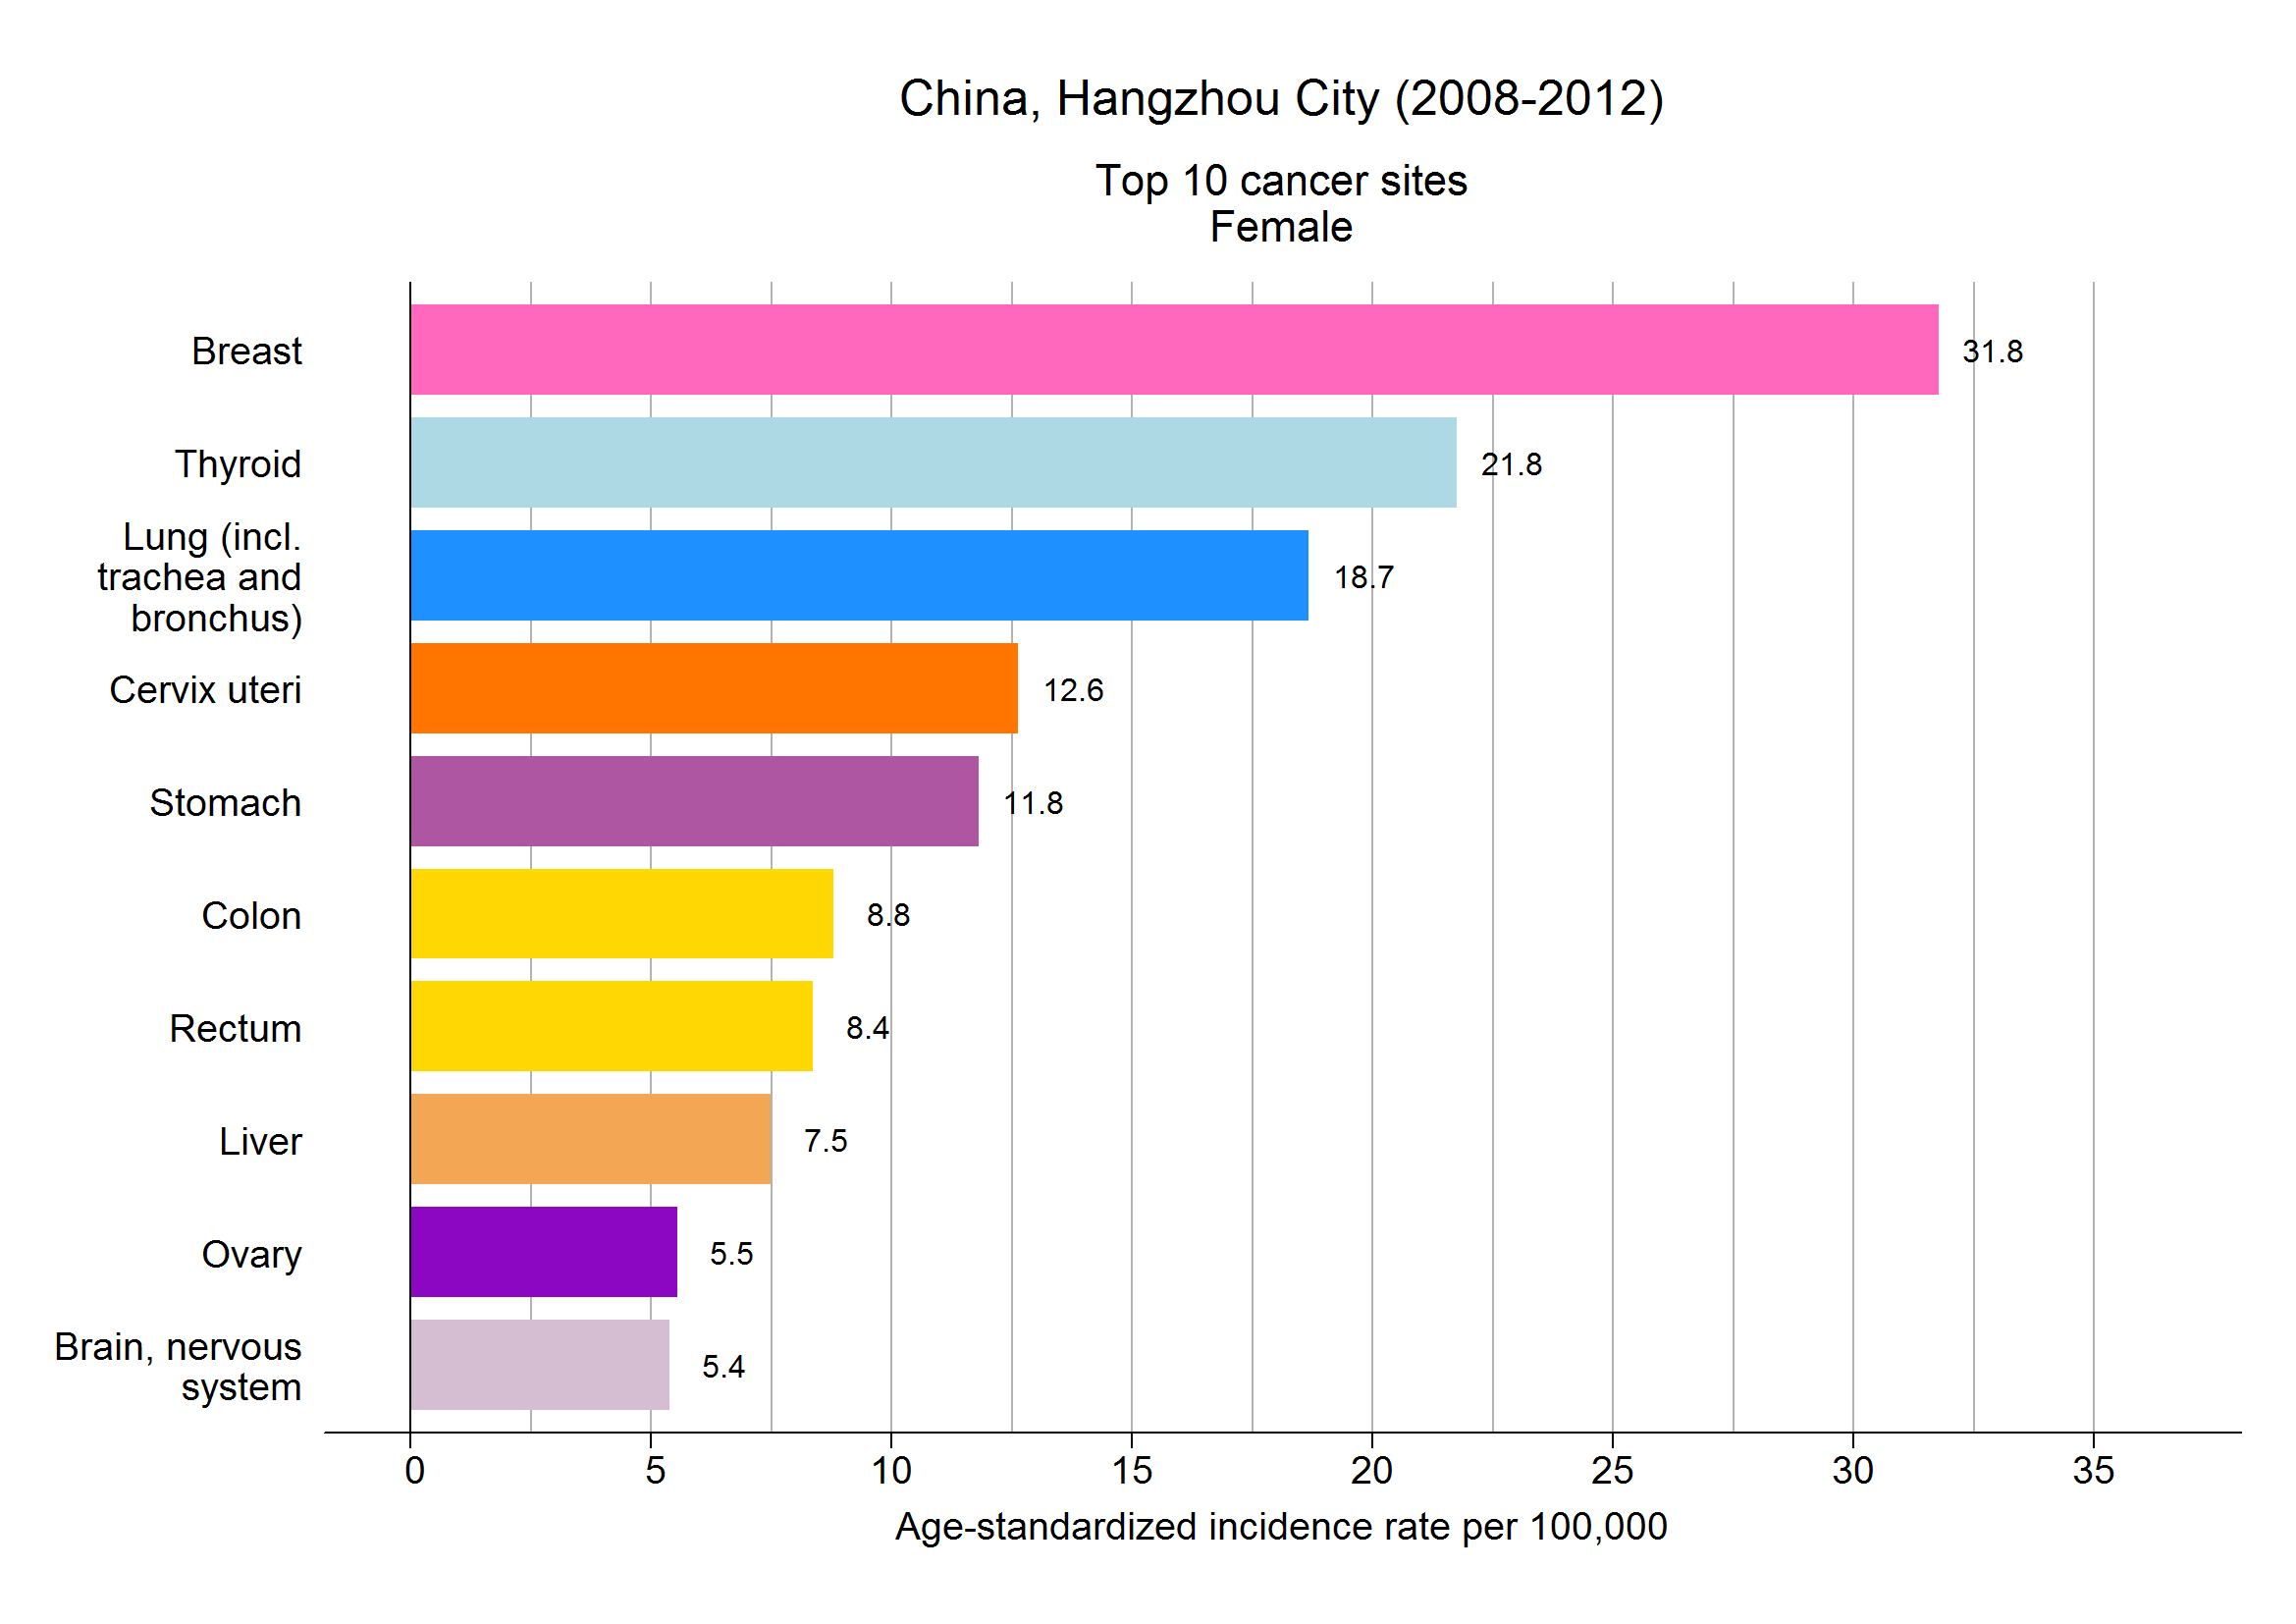 China, Hangzhou City (2008-2012)
Top 10 cancer sites
Female
Breast
31.8
Thyroid
21.8
Lung (incl.
trachea and
bronchus)
18.7
Cervix uteri
12.6
Stomach
11.8
Colon
8.8
Rectum
8.4
Liver
7.5
Ovary
5.5
Brain, nervous
system
5.4
0 5 10 15 20 25 30 35
Age-standardized incidence rate per 100,000